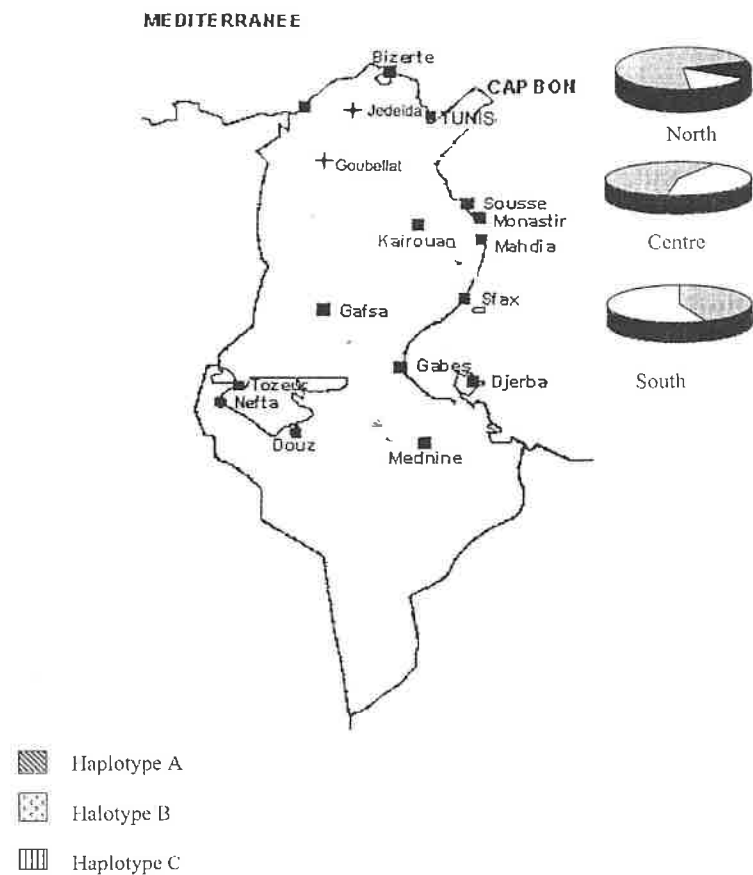 MEDITERRANEE
Bizerte
CAP BON
Jedeida
TUNIS
North
Goubellat
Sousse
Monastir
Centre
Kairouan
Mahdia
Sfax
Gafsa
Gabes
Djerba
South
Tozeur
Nefta
Douz
Mednine
Haplotype A
Halotype B
Haplotype C